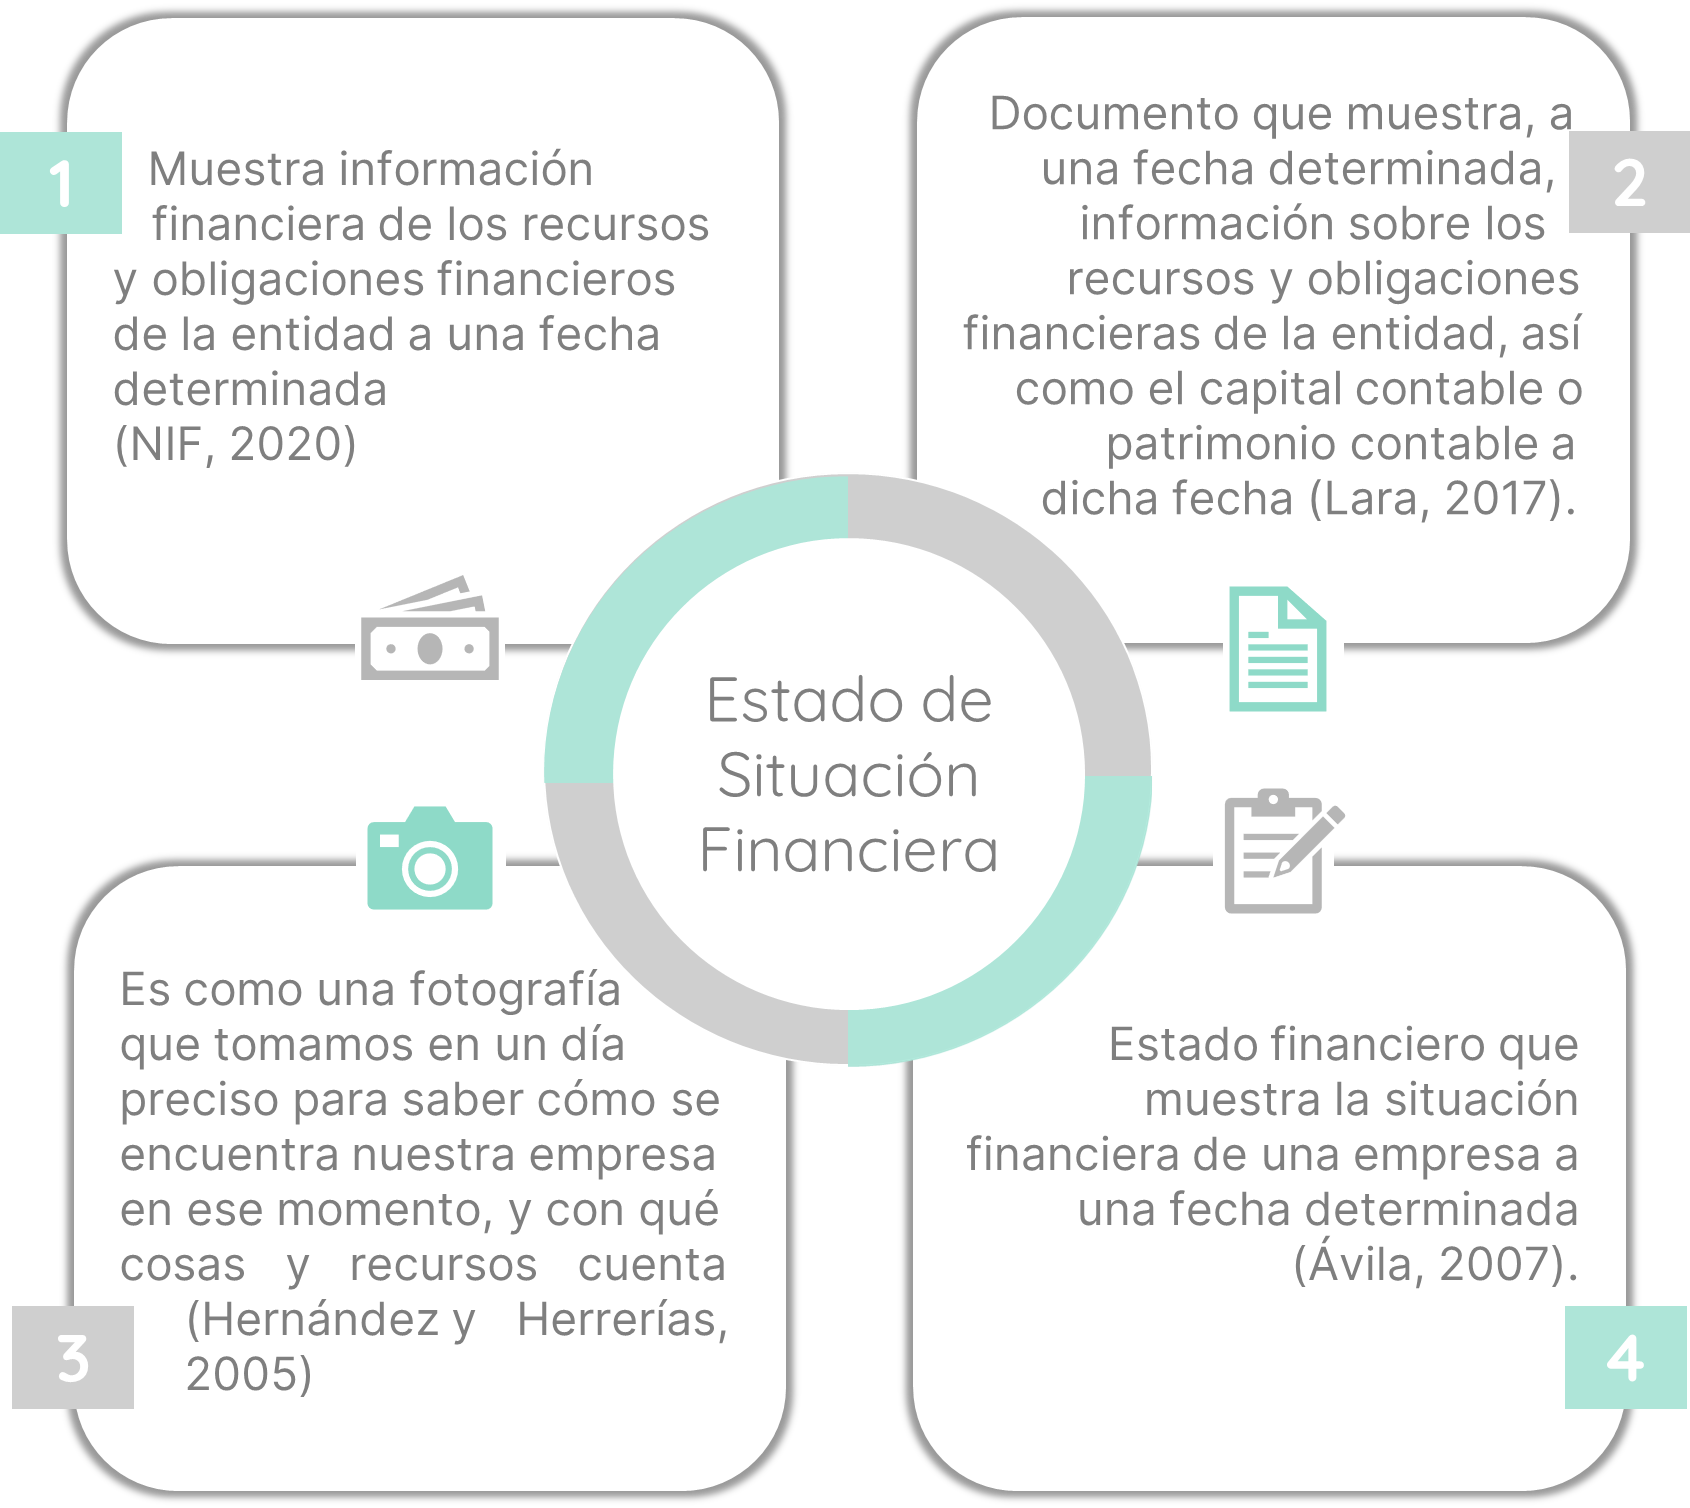 1
Muestra información
financiera de los recursos
y obligaciones financieros
de la entidad a una fecha
determinada
(NIF, 2020)
2
Documento que muestra, a
una fecha determinada,
información sobre los
recursos y obligaciones
financieras de la entidad, así
como el capital contable o
patrimonio contable a
dicha fecha (Lara, 2017).
Estado de
Situación
Financiera
3
Es como una fotografía
que tomamos en un día
preciso para saber cómo se
encuentra nuestra empresa
en ese momento, y con qué
cosas y recursos cuenta
(Hernández y Herrerías,
2005)
4
Estado financiero que
muestra la situación
financiera de una empresa a
una fecha determinada
(Ávila, 2007).